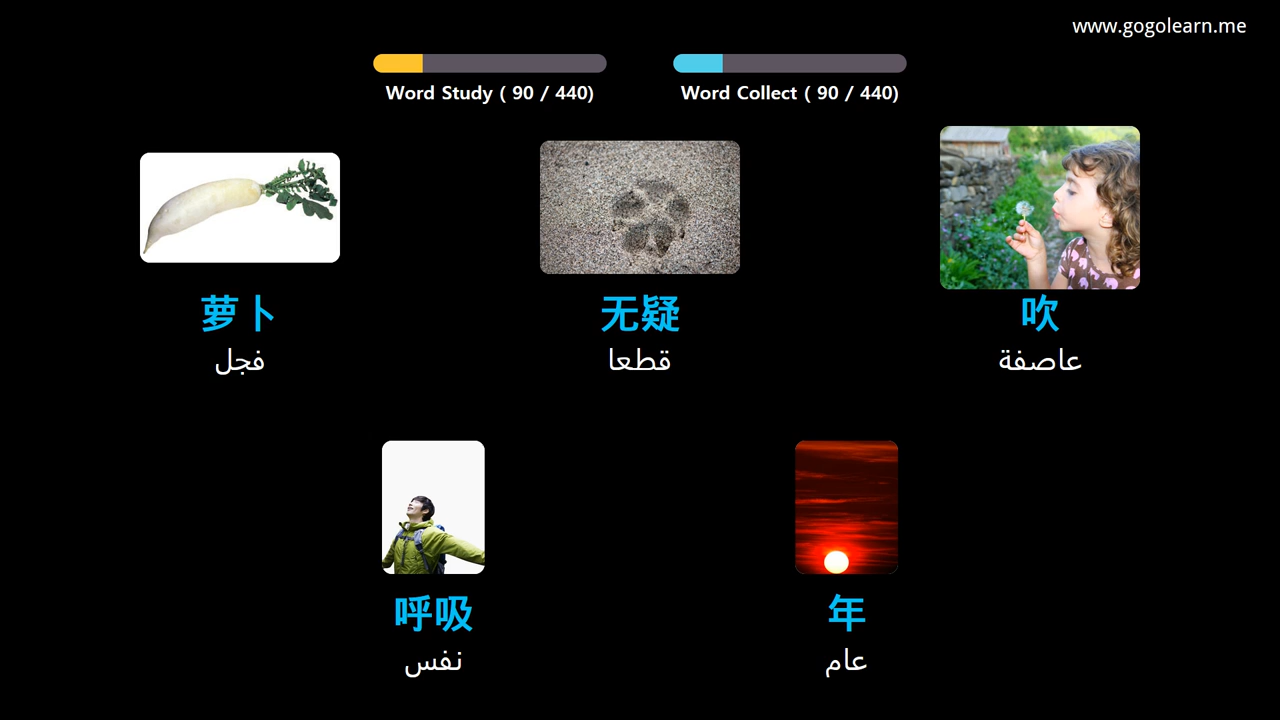 www.gogolearn.me
Word Study ( 90 / 440)
Word Collect ( 90 / 440)
萝卜
فجل
无疑
قطعا
吹
عاصفة
呼吸
نفس
年
عام